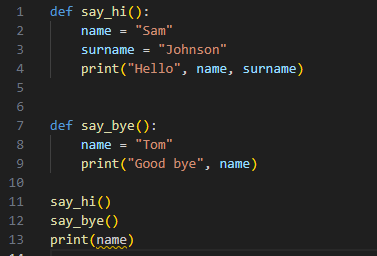 1 def say_hi():
2     name = "Sam"
3     surname = "Johnson"
4     print("Hello", name, surname)
5
6
7 def say_bye():
8     name = "Tom"
9     print("Good bye", name)
10
11 say_hi()
12 say_bye()
13 print(name)